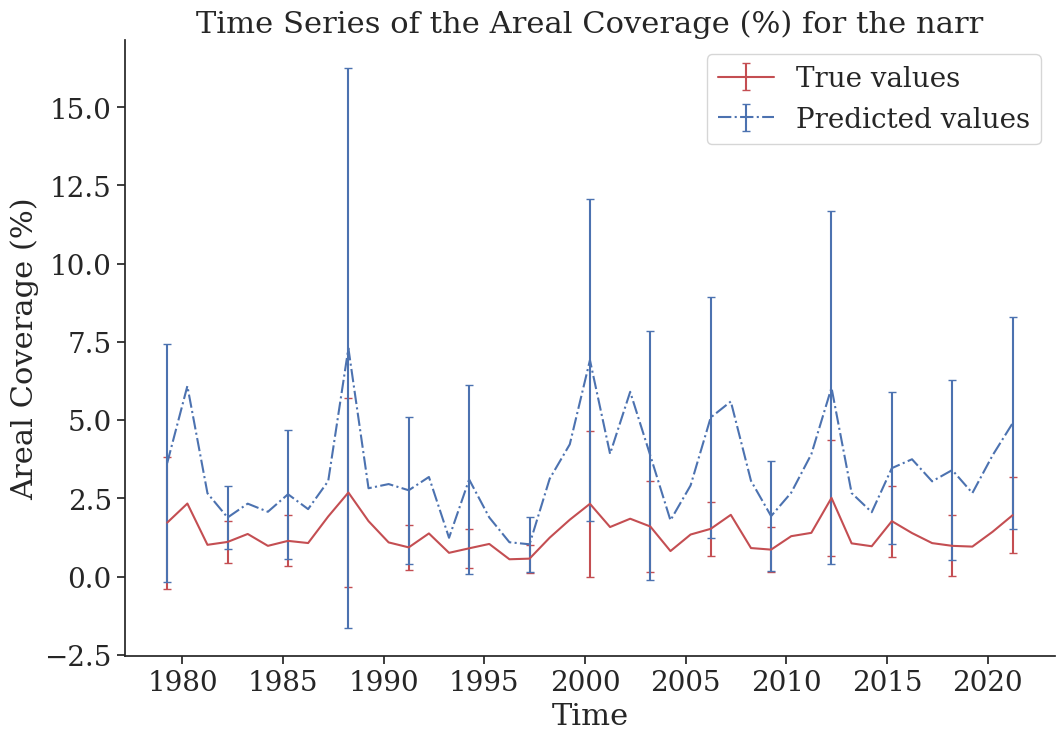 Time Series of the Areal Coverage (%) for the narr
True values
Predicted values
Areal Coverage (%)
15.0
12.5
10.0
7.5
5.0
2.5
0.0
−2.5
1980 1985 1990 1995 2000 2005 2010 2015 2020
Time